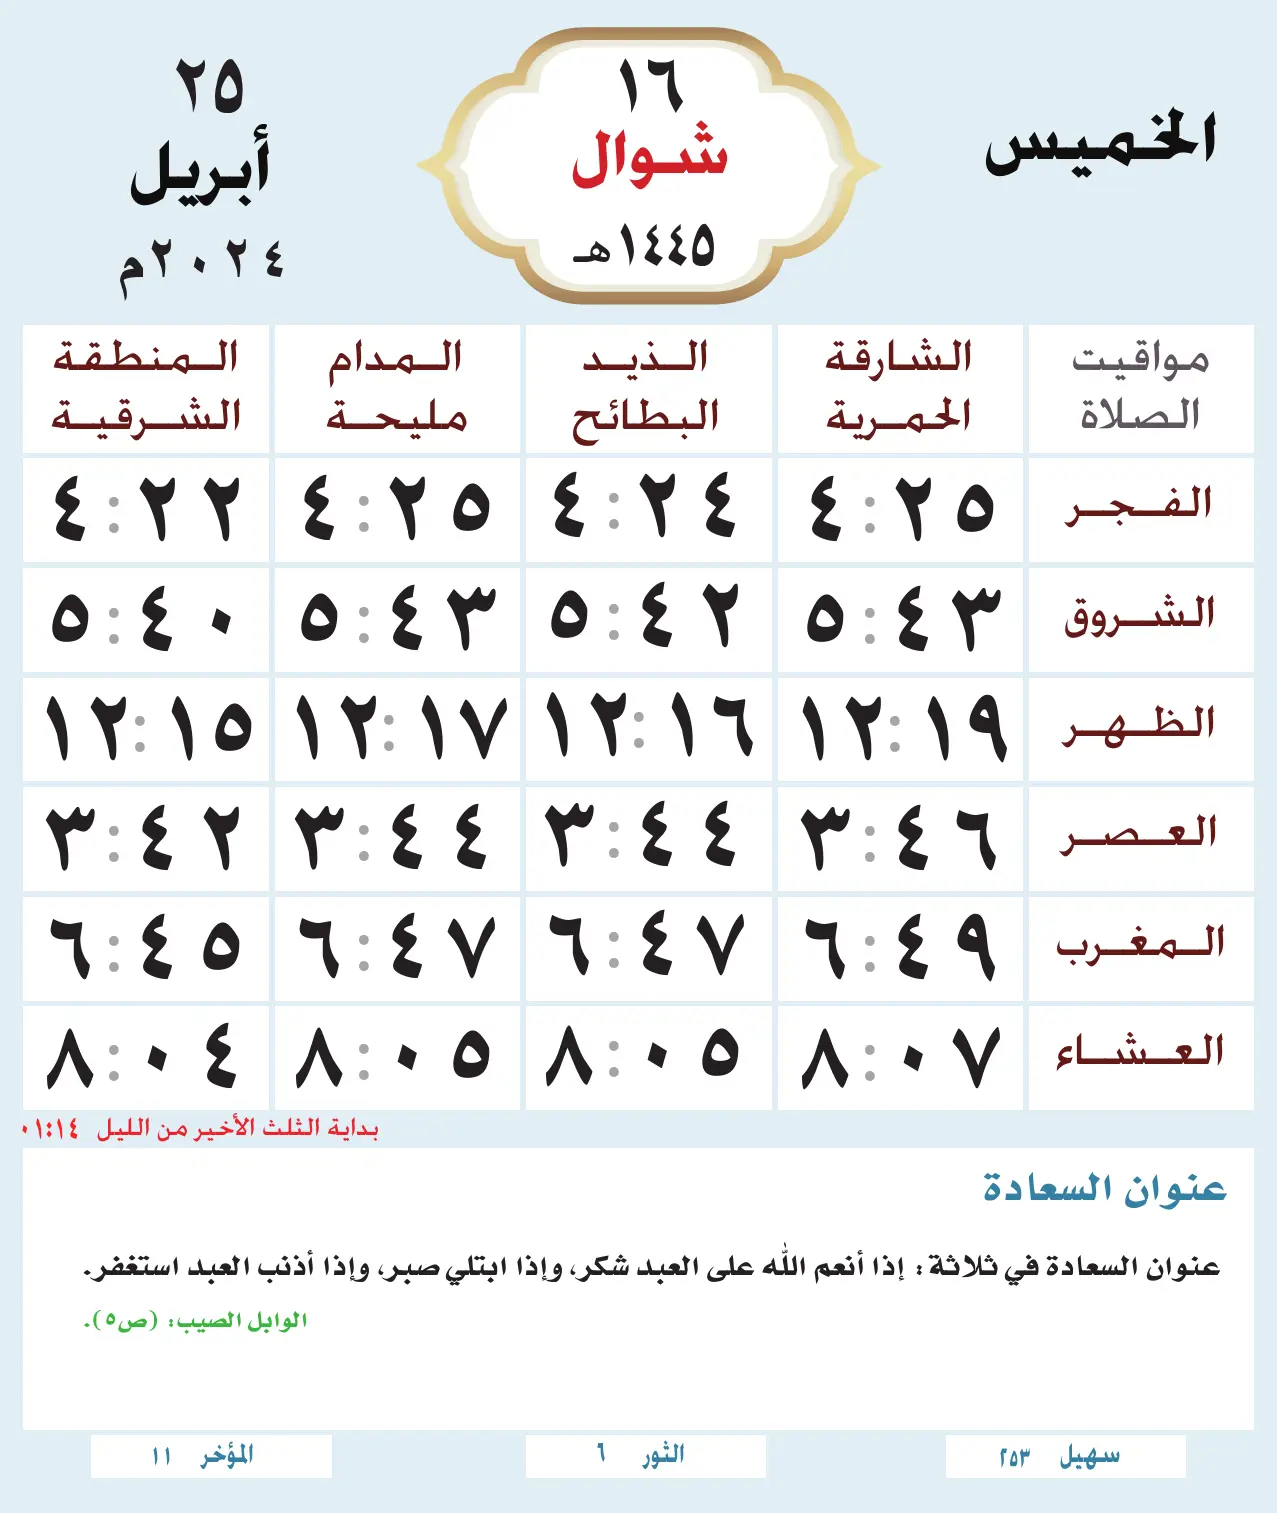 الخميس
١٦
شوال
١٤٤٥هـ
٢٥
أبريل
٢٠٢٤م
مواقيت الصلاة
الشارقة الحمرية
الذيد البطائح
المدام مليحة
المنطقة الشرقية
الفجر ٤:٢٥ ٤:٢٤ ٤:٢٥ ٤:٢٢
الشروق ٥:٤٣ ٥:٤٢ ٥:٤٣ ٥:٤٠
الظهر ١٢:١٩ ١٢:١٦ ١٢:١٧ ١٢:١٥
العصر ٣:٤٦ ٣:٤٤ ٣:٤٤ ٣:٤٢
المغرب ٦:٤٩ ٦:٤٧ ٦:٤٧ ٦:٤٥
العشاء ٨:٠٧ ٨:٠٥ ٨:٠٥ ٨:٠٤
بداية الثلث الأخير من الليل ٠١:١٤
عنوان السعادة
عنوان السعادة في ثلاثة: إذا أنعم الله على العبد شكر، وإذا ابتلي صبر، وإذا أذنب العبد استغفر.
الوابل الصيب: (ص٥).
سهيل ٢٥٣
الثور ٦
المؤخر ١١